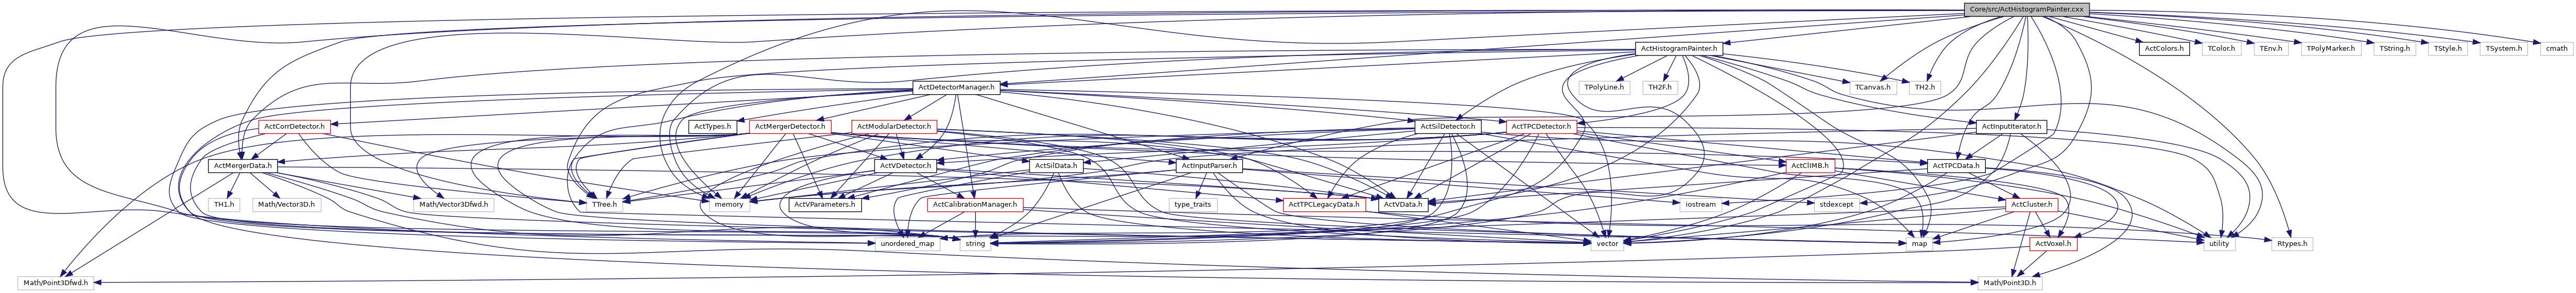 Core/src/ActHistogramPainter.cxx
ActHistogramPainter.h
ActColors.h
TColor.h
TEnv.h
TPolyMarker.h
TString.h
TStyle.h
TSystem.h
cmath
ActDetectorManager.h
TPolyLine.h
TH2F.h
TCanvas.h
TH2.h
ActCorrDetector.h
ActTypes.h
ActMergerDetector.h
ActModularDetector.h
ActSilDetector.h
ActTPCDetector.h
ActInputIterator.h
ActMergerData.h
ActVDetector.h
ActSilData.h
ActInputParser.h
ActCliIMB.h
ActTPCData.h
TH1.h
Math/Vector3D.h
Math/Vector3Dfwd.h
TTree.h
memory
ActVParameters.h
ActCalibrationManager.h
type_traits
ActTPCLegacyData.h
ActVData.h
iostream
stdexcept
ActCluster.h
unordered_map
string
vector
map
ActVoxel.h
utility
Rtypes.h
Math/Point3Dfwd.h
Math/Point3D.h